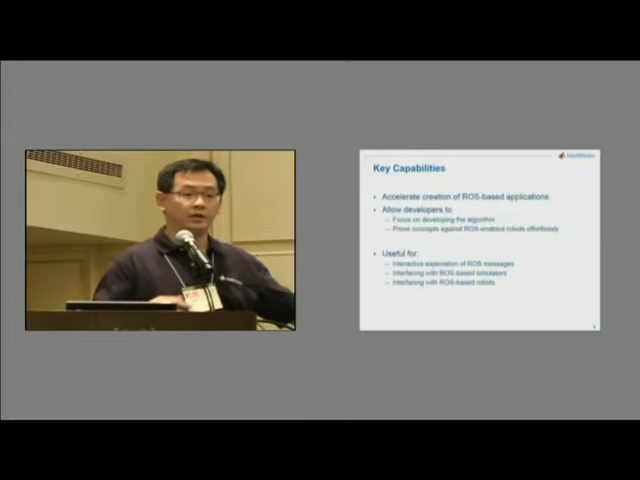 MathWorks
Key Capabilities
• Accelerate creation of ROS-based applications
• Allow developers to
– Focus on developing the algorithm
– Prove concepts against ROS-enabled robots effortlessly
• Useful for:
– Interactive exploration of ROS messages
– Interfacing with ROS-based simulators
– Interfacing with ROS-based robots